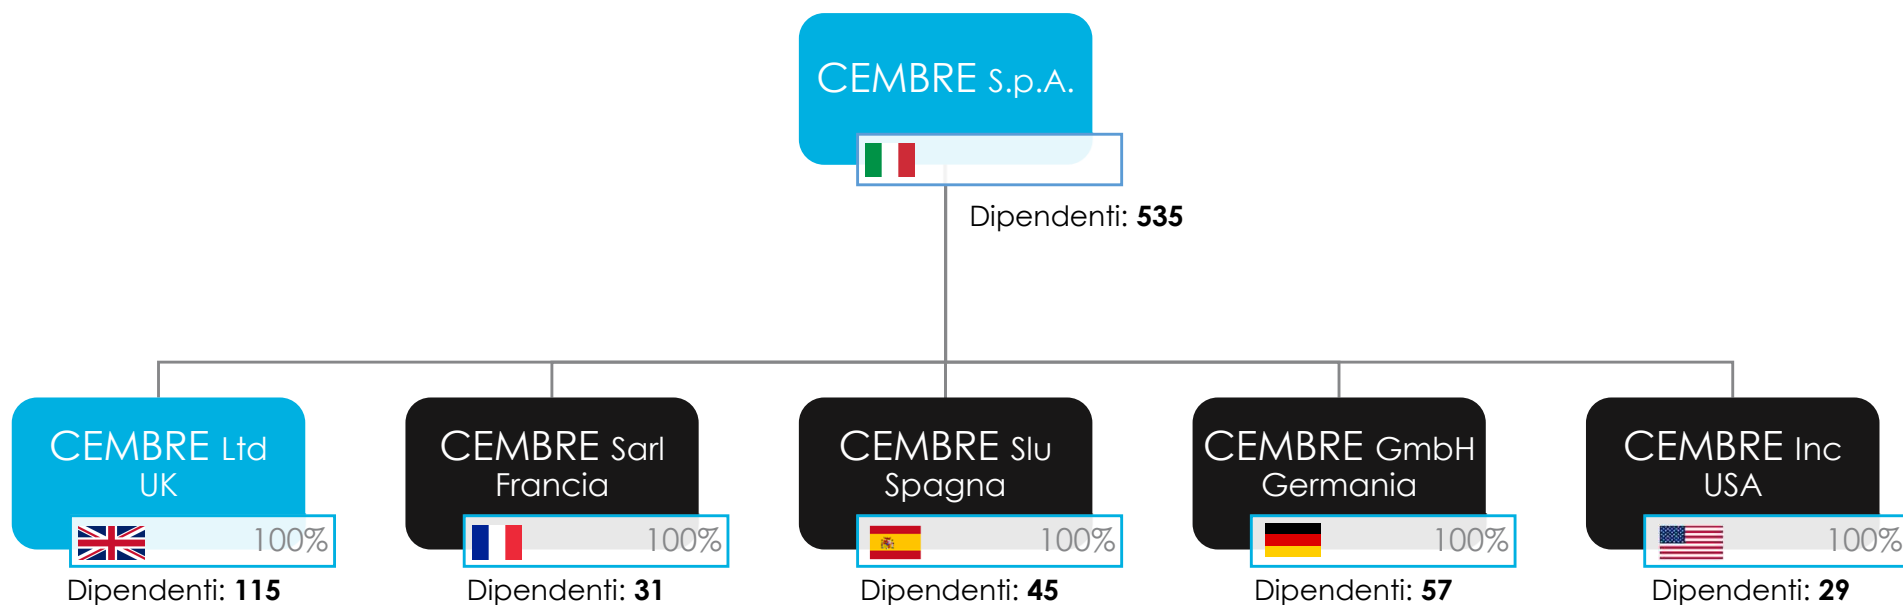 CEMBRE S.p.A.
Dipendenti: 535
CEMBRE Ltd
UK
100%
Dipendenti: 115
CEMBRE Sarl
Francia
100%
Dipendenti: 31
CEMBRE Slu
Spagna
100%
Dipendenti: 45
CEMBRE GmbH
Germania
100%
Dipendenti: 57
CEMBRE Inc
USA
100%
Dipendenti: 29